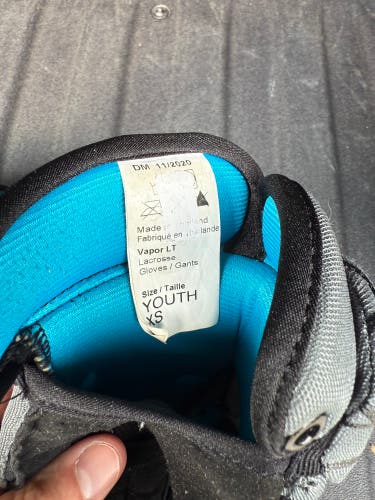 DM 11/2020
Made in Thailand
Fabriqué en Thaïlande
Vapor LT
Lacrosse
Gloves / Gants
Size / Taille
YOUTH
XS